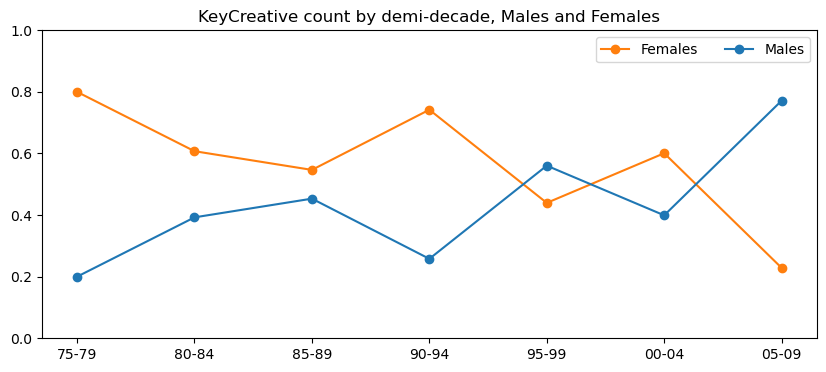 KeyCreative count by demi-decade, Males and Females
1.0
Females Males
0.8
0.6
0.4
0.2
0.0
75-79 80-84 85-89 90-94 95-99 00-04 05-09